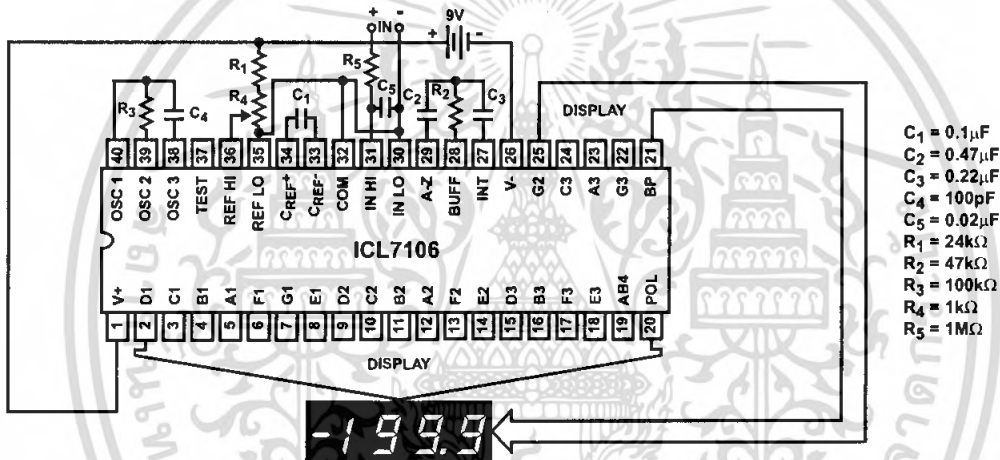 + - 
IN
9V
+ -
R1
R5
R4
C1
C5
C2
R2
C3
R3
C4
DISPLAY
40 39 38 37 36 35 34 33 32 31 30 29 28 27 26 25 24 23 22 21
OSC 1 OSC 2 OSC 3 TEST REF HI REF LO CREF+ CREF- COM IN HI IN LO A-Z BUFF INT V- G2 C3 A3 G3 BP
ICL7106
V+ D1 C1 B1 A1 F1 G1 E1 D2 C2 B2 A2 F2 E2 D3 B3 F3 E3 AB4 POL
1 2 3 4 5 6 7 8 9 10 11 12 13 14 15 16 17 18 19 20
DISPLAY
-199.9
C1 = 0.1µF
C2 = 0.47µF
C3 = 0.22µF
C4 = 100pF
C5 = 0.02µF
R1 = 24kΩ
R2 = 47kΩ
R3 = 100kΩ
R4 = 1kΩ
R5 = 1MΩ